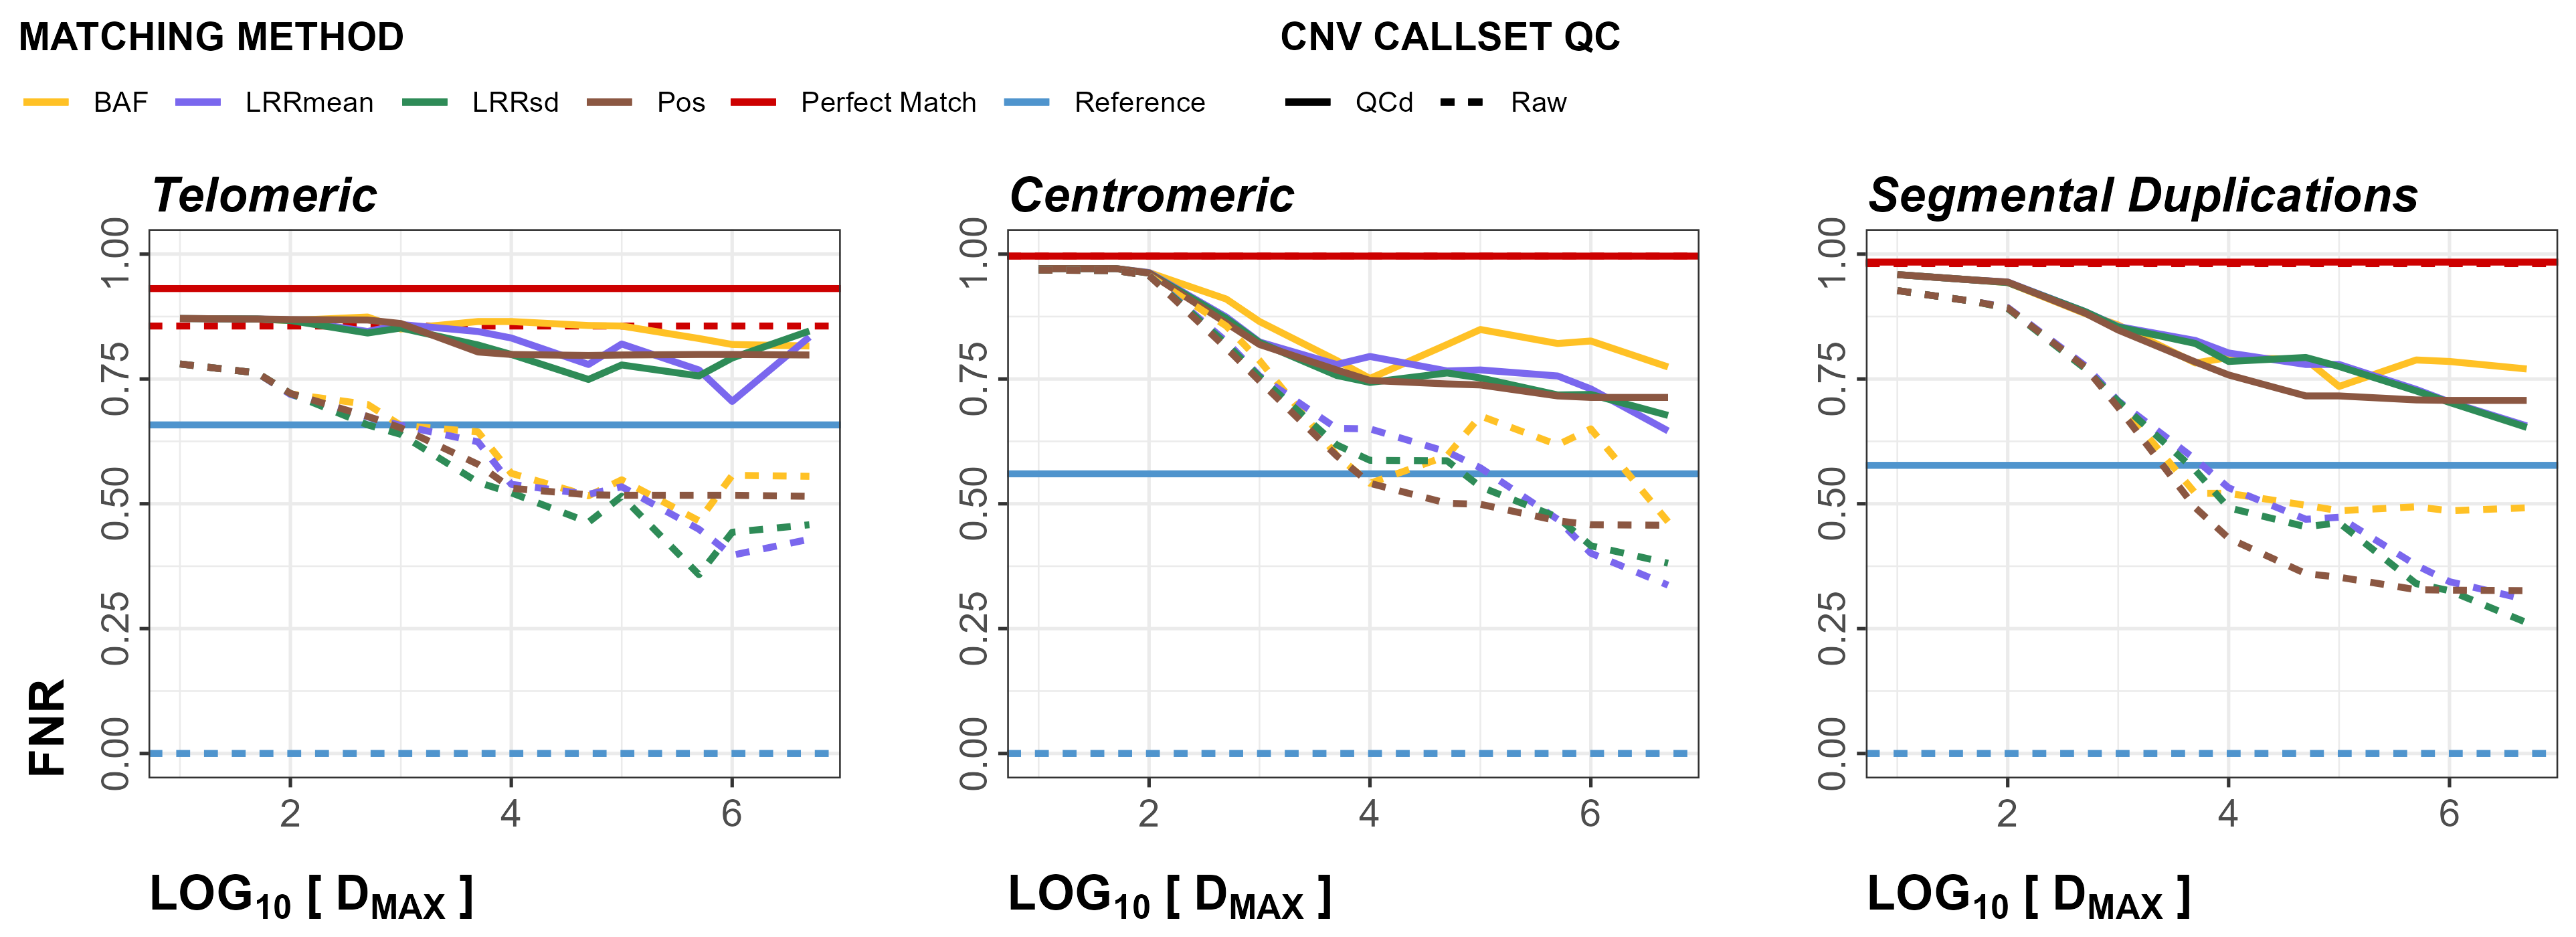 MATCHING METHOD CNV CALLSET QC
BAF LRRmean LRRsd Pos Perfect Match Reference QCd Raw
Telomeric Centromeric Segmental Duplications
FNR
1.00 1.00 1.00
0.75 0.75 0.75
0.50 0.50 0.50
0.25 0.25 0.25
0.00 0.00 0.00
2 4 6 2 4 6 2 4 6
LOG10 [ DMAX ] LOG10 [ DMAX ] LOG10 [ DMAX ]